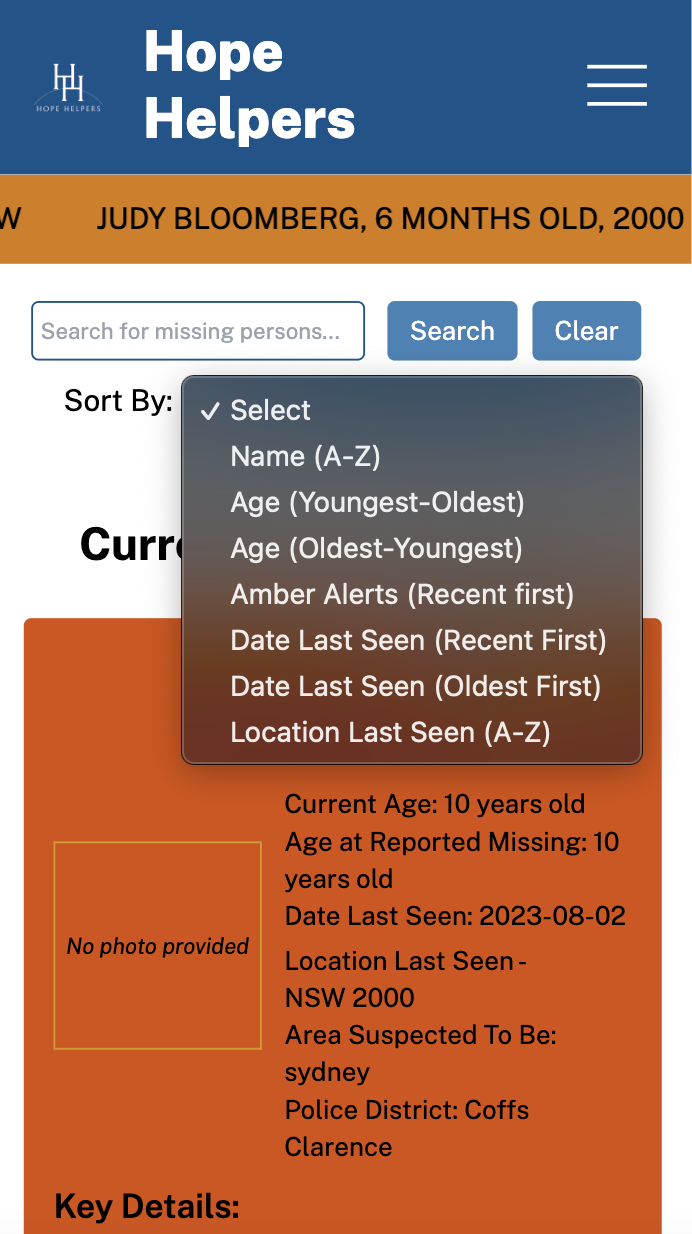 Hope
Helpers
HOPE HELPERS
W JUDY BLOOMBERG, 6 MONTHS OLD, 2000
Search for missing persons...
Search
Clear
Sort By:
✓ Select
Name (A-Z)
Age (Youngest-Oldest)
Age (Oldest-Youngest)
Amber Alerts (Recent first)
Date Last Seen (Recent First)
Date Last Seen (Oldest First)
Location Last Seen (A-Z)
Curr
Current Age: 10 years old
Age at Reported Missing: 10
years old
Date Last Seen: 2023-08-02
Location Last Seen -
NSW 2000
Area Suspected To Be:
sydney
Police District: Coffs
Clarence
No photo provided
Key Details: